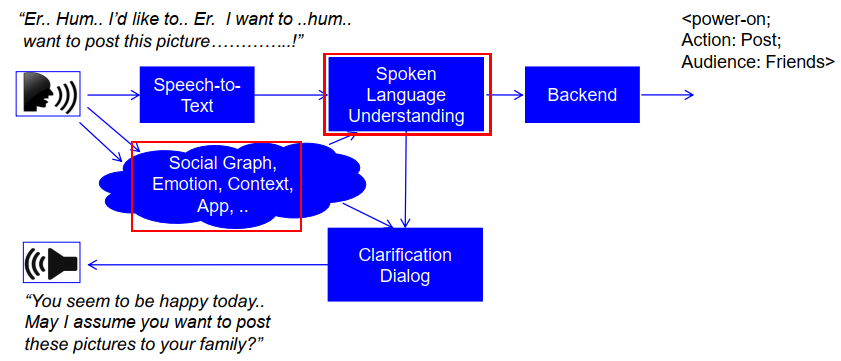 “Er.. Hum.. I’d like to.. Er.  I want to ..hum..
want to post this picture…………...!”
<power-on;
Action: Post;
Audience: Friends>
Speech-to-
Text
Spoken
Language
Understanding
Backend
Social Graph,
Emotion, Context,
App, ..
Clarification
Dialog
“You seem to be happy today..
May I assume you want to post
these pictures to your family?”